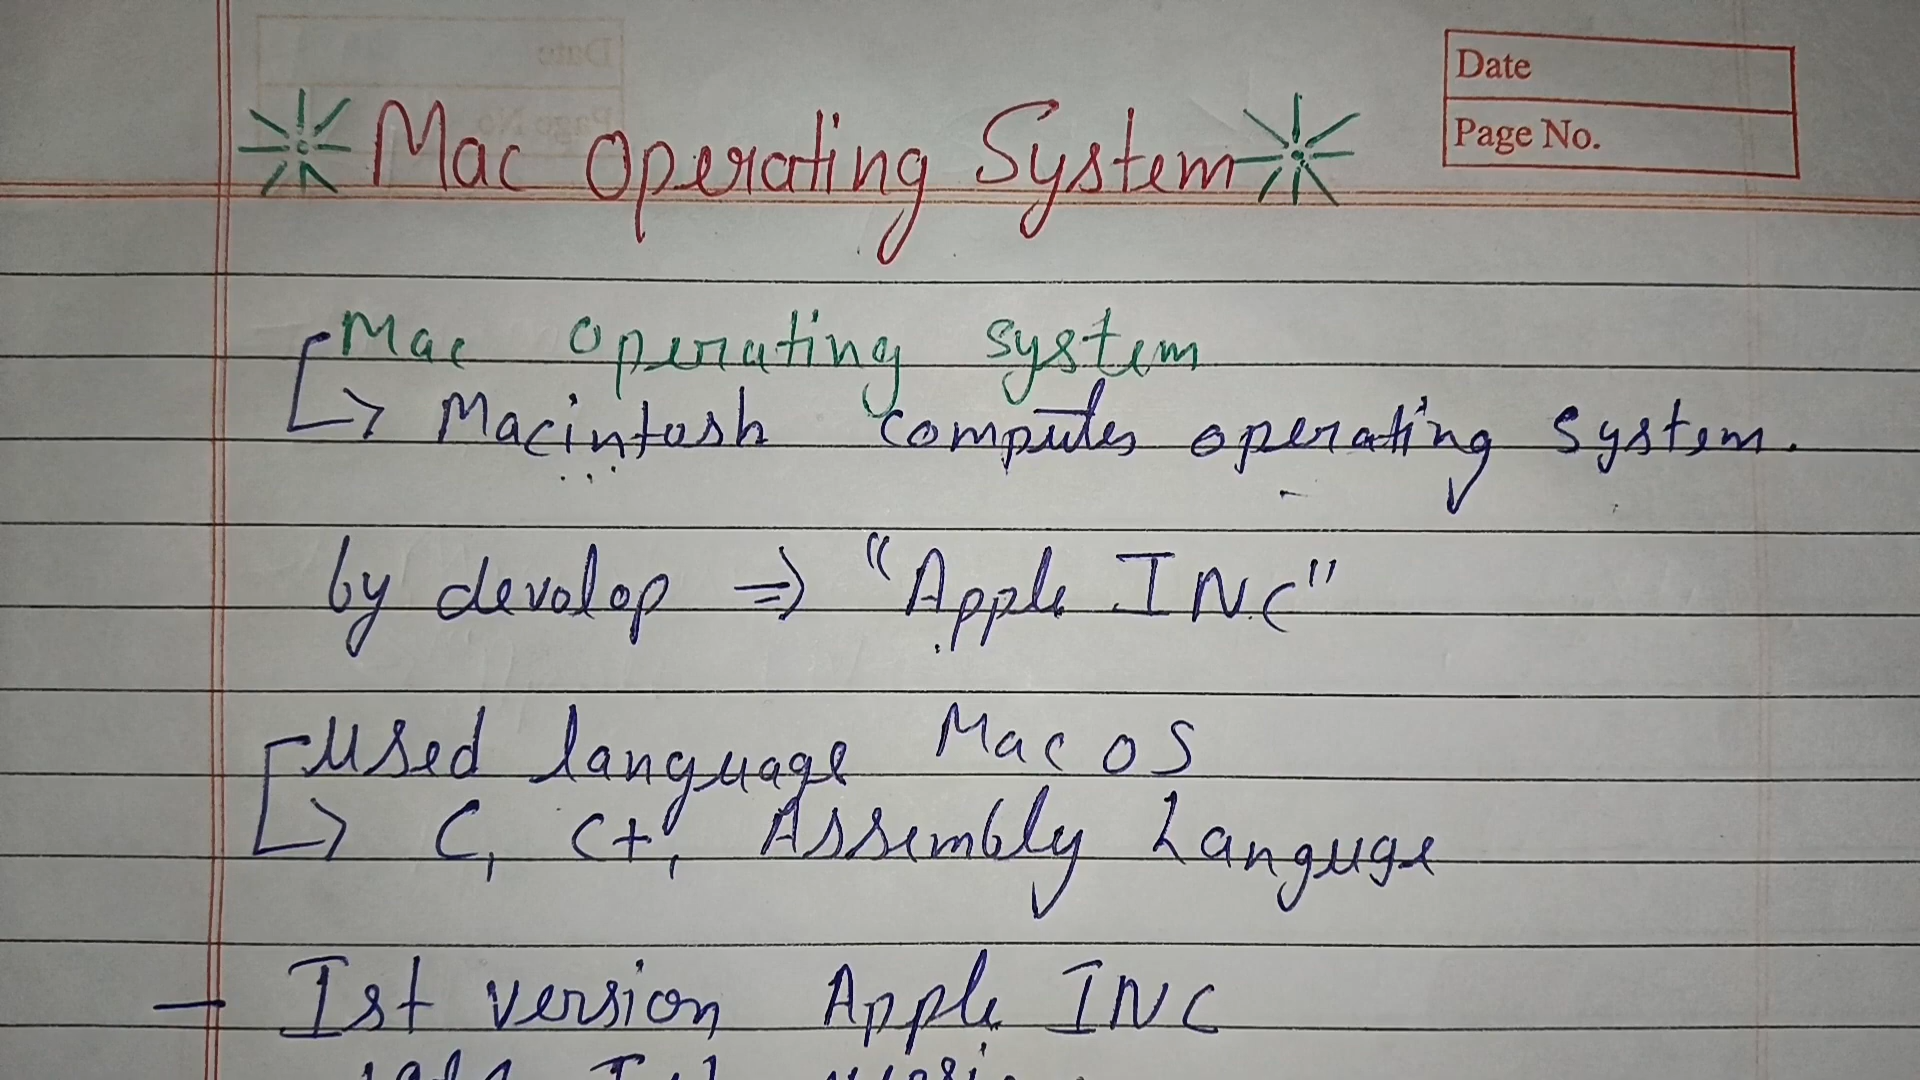 Date
Page No.
Mac Operating System
Mac operating system
→ Macintosh Computer operating system.
by devolop ⇒ "Apple INC"
Used language Mac OS
→ C, C+, Assembly Languge
- Ist version Apple INC